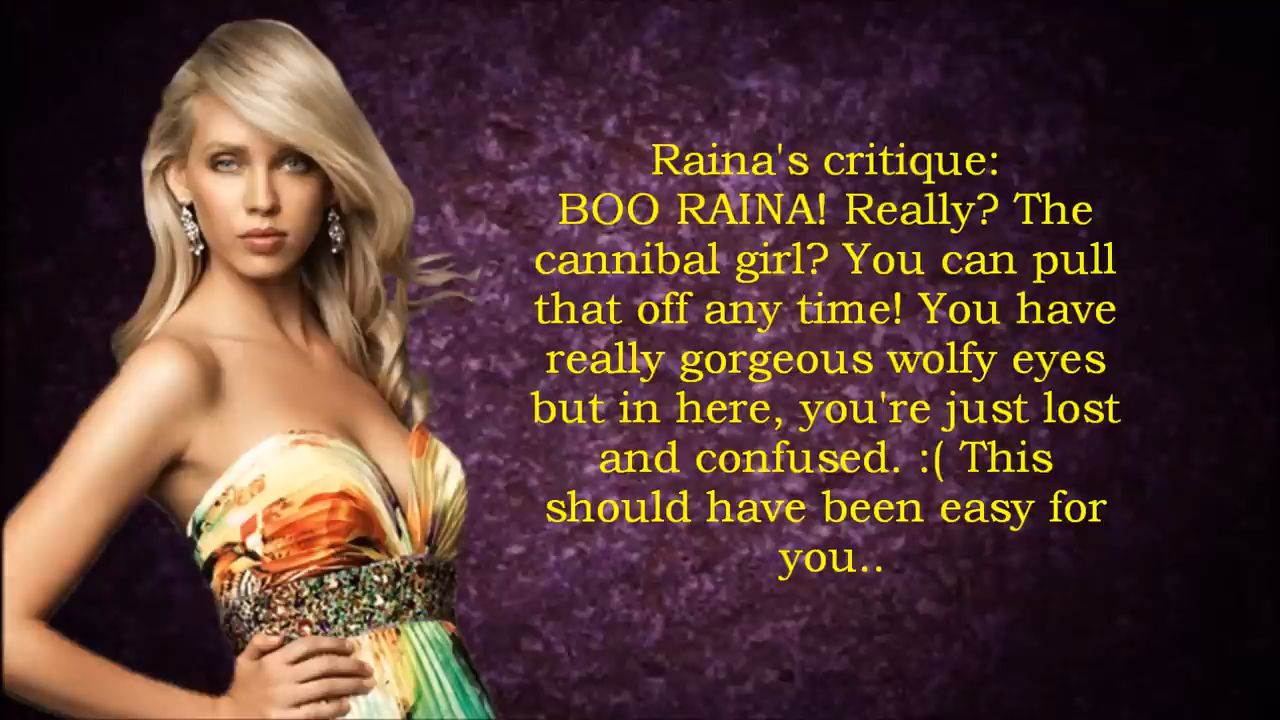 Raina's critique:
BOO RAINA! Really? The
cannibal girl? You can pull
that off any time! You have
really gorgeous wolfy eyes
but in here, you're just lost
and confused. :( This
should have been easy for
you..